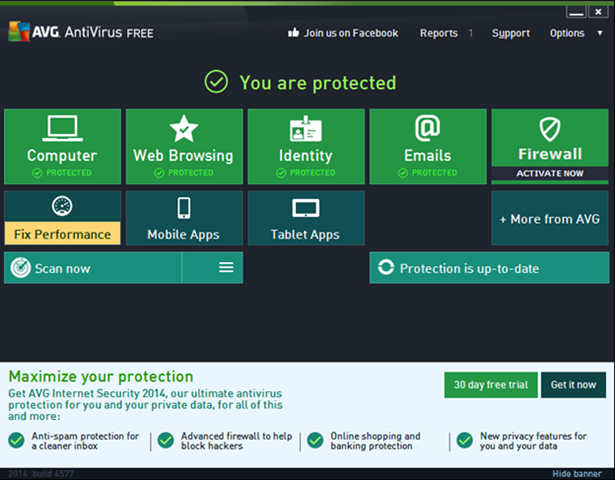 AVG. AntiVirus FREE
Join us on Facebook
Reports 1
Support
Options
You are protected
Computer
PROTECTED
Web Browsing
PROTECTED
Identity
PROTECTED
Emails
PROTECTED
Firewall
ACTIVATE NOW
Fix Performance
Mobile Apps
Tablet Apps
+ More from AVG
Scan now
Protection is up-to-date
Maximize your protection
Get AVG Internet Security 2014, our ultimate antivirus
protection for you and your private data, for all of this
and more:
30 day free trial
Get it now
Anti-spam protection for
a cleaner inbox
Advanced firewall to help
block hackers
Online shopping and
banking protection
New privacy features for
you and your data
2014 build 4577
Hide banner